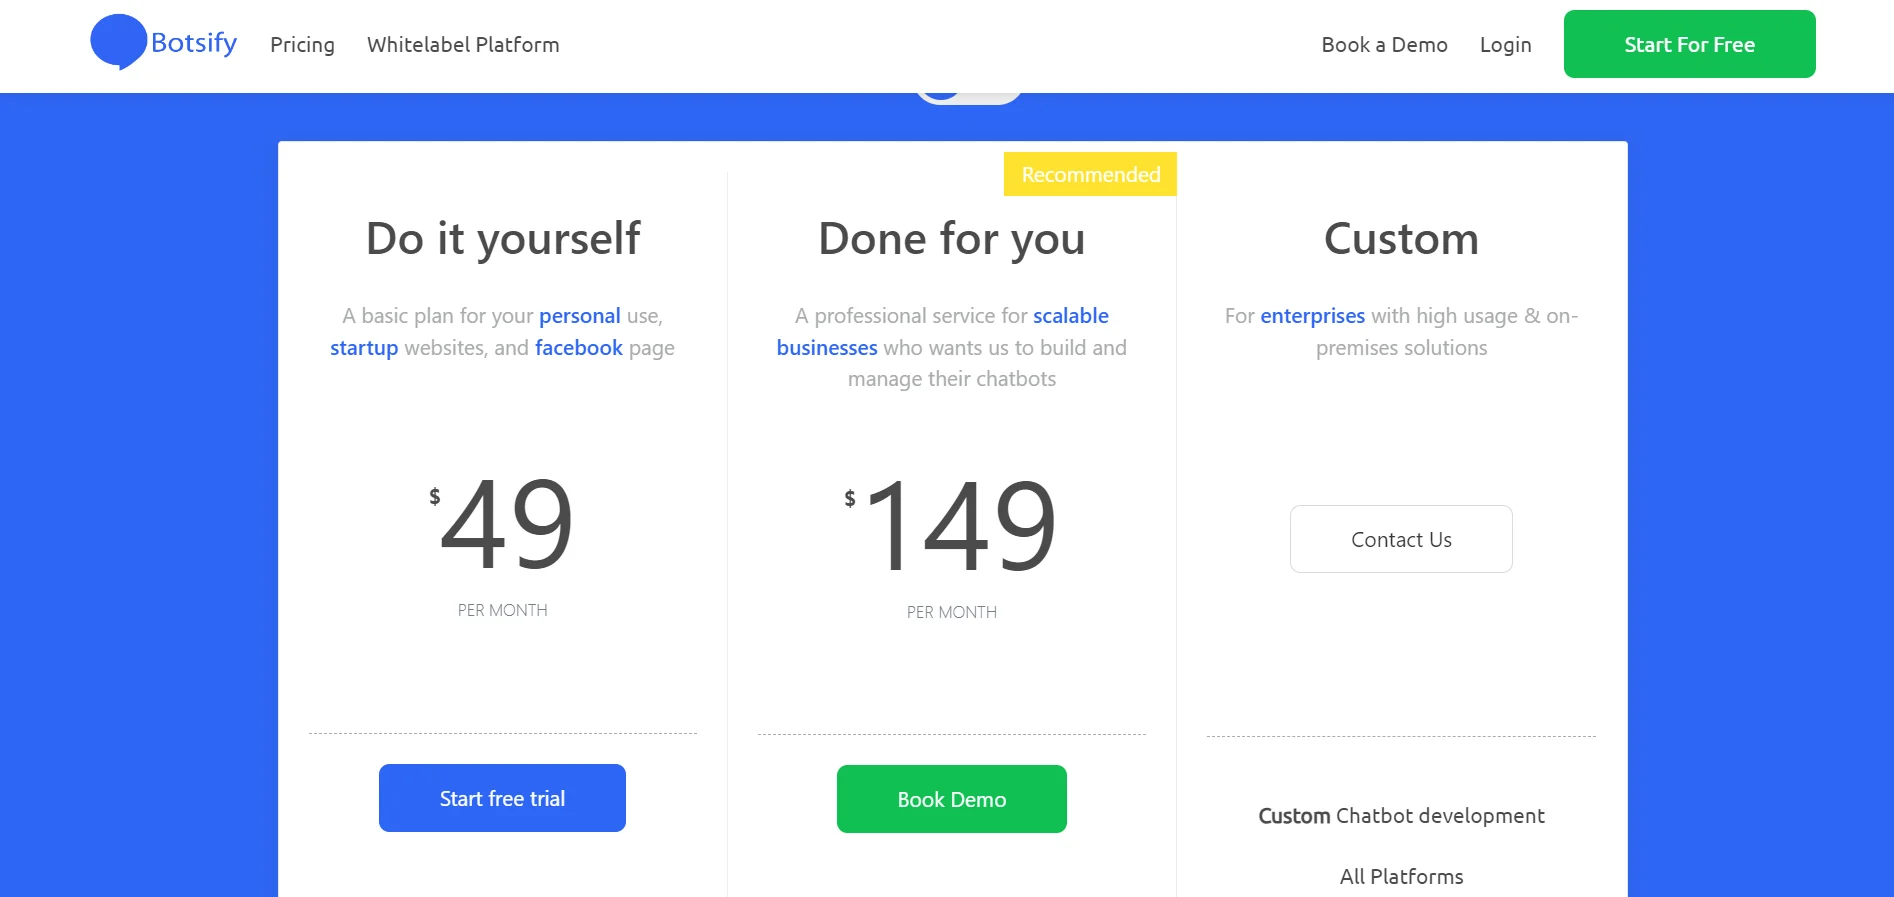 Botsify
Pricing
Whitelabel Platform
Book a Demo
Login
Start For Free
Do it yourself
A basic plan for your personal use,
startup websites, and facebook page
$ 49
PER MONTH
Start free trial
Recommended
Done for you
A professional service for scalable
businesses who wants us to build and
manage their chatbots
$ 149
PER MONTH
Book Demo
Custom
For enterprises with high usage & on-
premises solutions
Contact Us
Custom Chatbot development
All Platforms